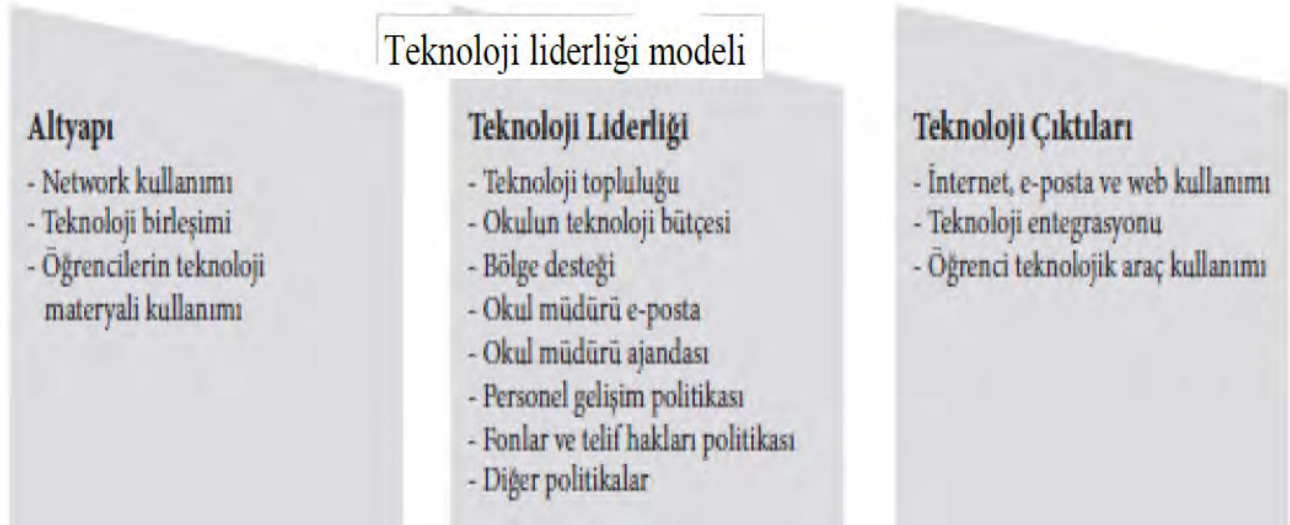 Teknoloji liderliği modeli
Altyapı
- Network kullanımı
- Teknoloji birleşimi
- Öğrencilerin teknoloji
materyali kullanımı
Teknoloji Liderliği
- Teknoloji topluluğu
- Okulun teknoloji bütçesi
- Bölge desteği
- Okul müdürü e-posta
- Okul müdürü ajandası
- Personel gelişim politikası
- Fonlar ve telif hakları politikası
- Diğer politikalar
Teknoloji Çıktıları
- İnternet, e-posta ve web kullanımı
- Teknoloji entegrasyonu
- Öğrenci teknolojik araç kullanımı